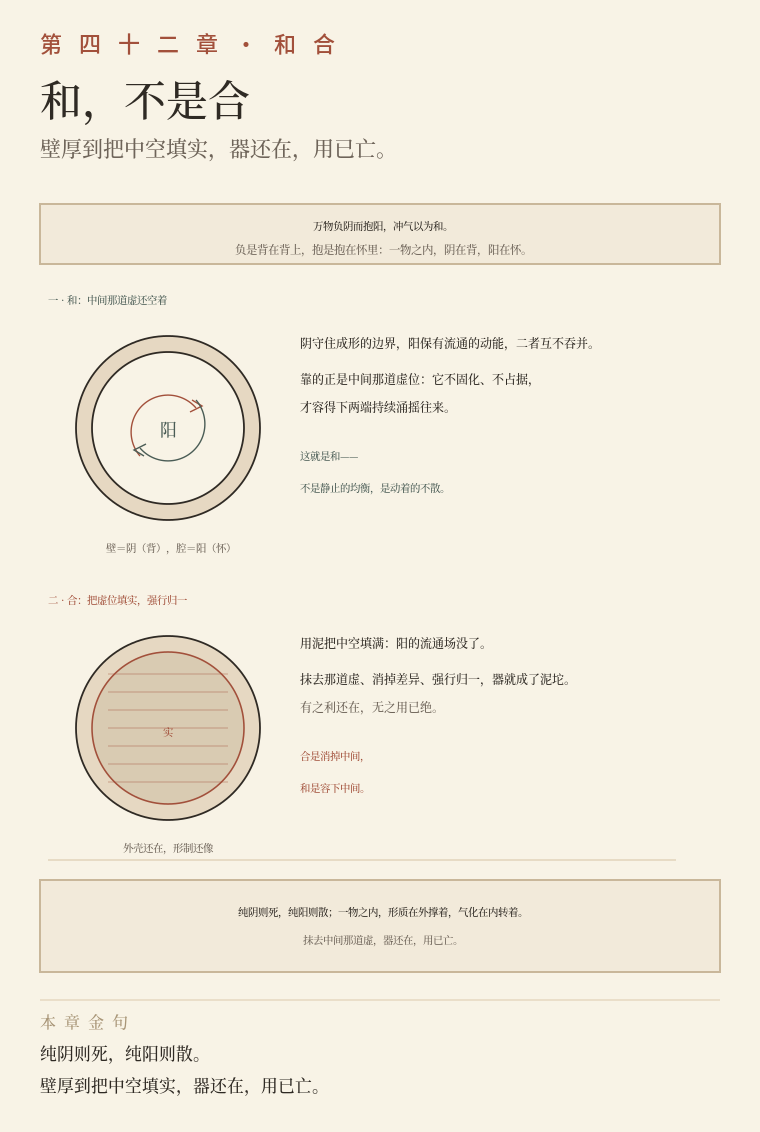 第四十二章·和合
和，不是合
壁厚到把中空填实，器还在，用已亡。
万物负阴而抱阳，冲气以为和。
负是背在背上，抱是抱在怀里：一物之内，阴在背，阳在怀。
一·和：中间那道虚还空着
阳
阴守住成形的边界，阳保有流通的动能，二者互不吞并。
靠的正是中间那道虚位：它不固化、不占据，
才容得下两端持续涌摇往来。
这就是和——
不是静止的均衡，是动着的不散。
壁＝阴（背），腔＝阳（怀）
二·合：把虚位填实，强行归一
实
用泥把中空填满：阳的流通场没了。
抹去那道虚、消掉差异、强行归一，器就成了泥坨。
有之利还在，无之用已绝。
合是消掉中间，
和是容下中间。
外壳还在，形制还像
纯阴则死，纯阳则散；一物之内，形质在外撑着，气化在内转着。
抹去中间那道虚，器还在，用已亡。
本章金句
纯阴则死，纯阳则散。
壁厚到把中空填实，器还在，用已亡。